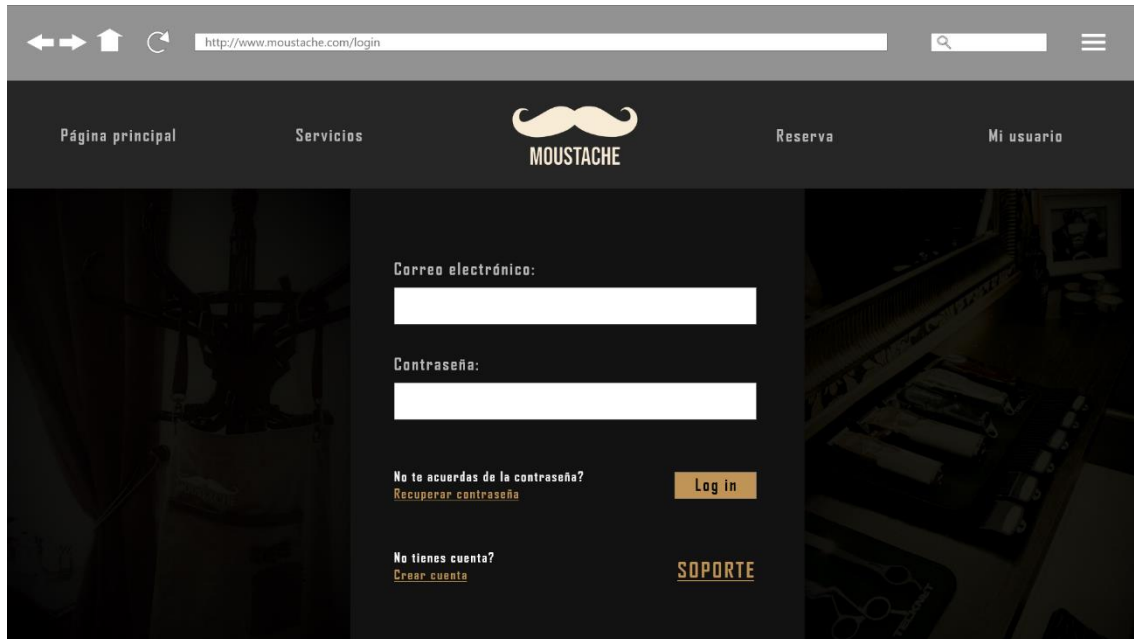 http://www.moustache.com/login
Página principal
Servicios
MOUSTACHE
Reserva
Mi usuario
Correo electrónico:
Contraseña:
No te acuerdas de la contraseña?
Recuperar contraseña
Log in
No tienes cuenta?
Crear cuenta
SOPORTE